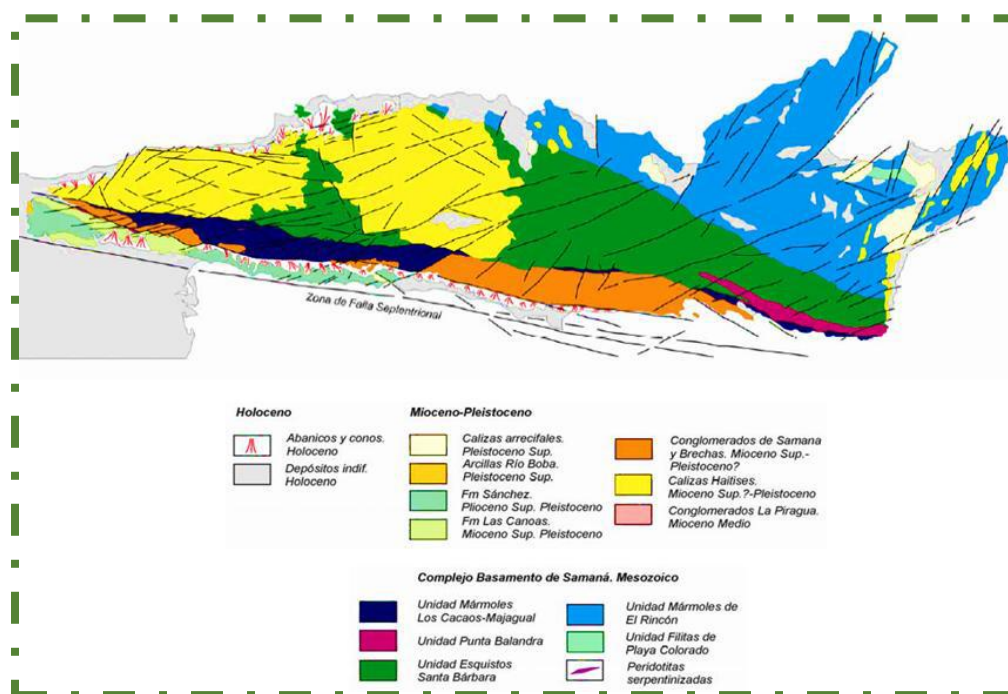 Zona de Falla Septentrional
Holoceno
Abanicos y conos.
Holoceno
Depósitos indif.
Holoceno
Mioceno-Pleistoceno
Calizas arrecifales.
Pleistoceno Sup.
Arcillas Río Boba.
Pleistoceno Sup.
Fm Sánchez.
Plioceno Sup. Pleistoceno
Fm Las Canoas.
Mioceno Sup. Pleistoceno
Conglomerados de Samana
y Brechas. Mioceno Sup.-
Pleistoceno?
Calizas Haitises.
Mioceno Sup.?-Pleistoceno
Conglomerados La Piragua.
Mioceno Medio
Complejo Basamento de Samaná. Mesozoico
Unidad Mármoles
Los Cacaos-Majagual
Unidad Punta Balandra
Unidad Esquistos
Santa Bárbara
Unidad Mármoles de
El Rincón
Unidad Filitas de
Playa Colorado
Peridotitas
serpentinizadas